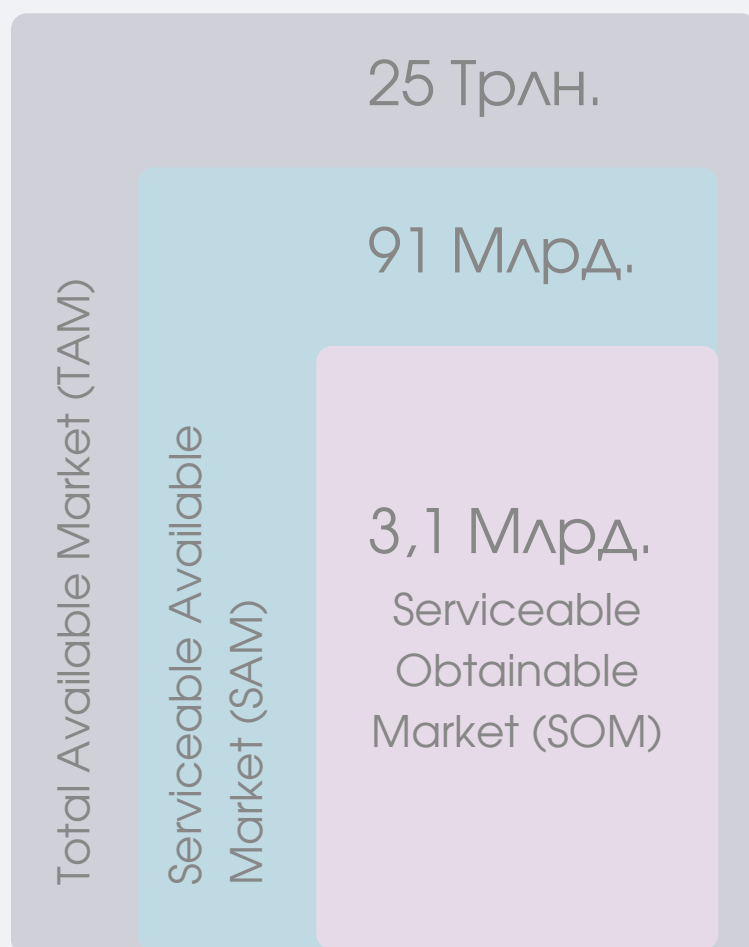 25 Трлн.
Total Available Market (TAM)
91 Млрд.
Serviceable Available
Market (SAM)
3,1 Млрд.
Serviceable
Obtainable
Market (SOM)